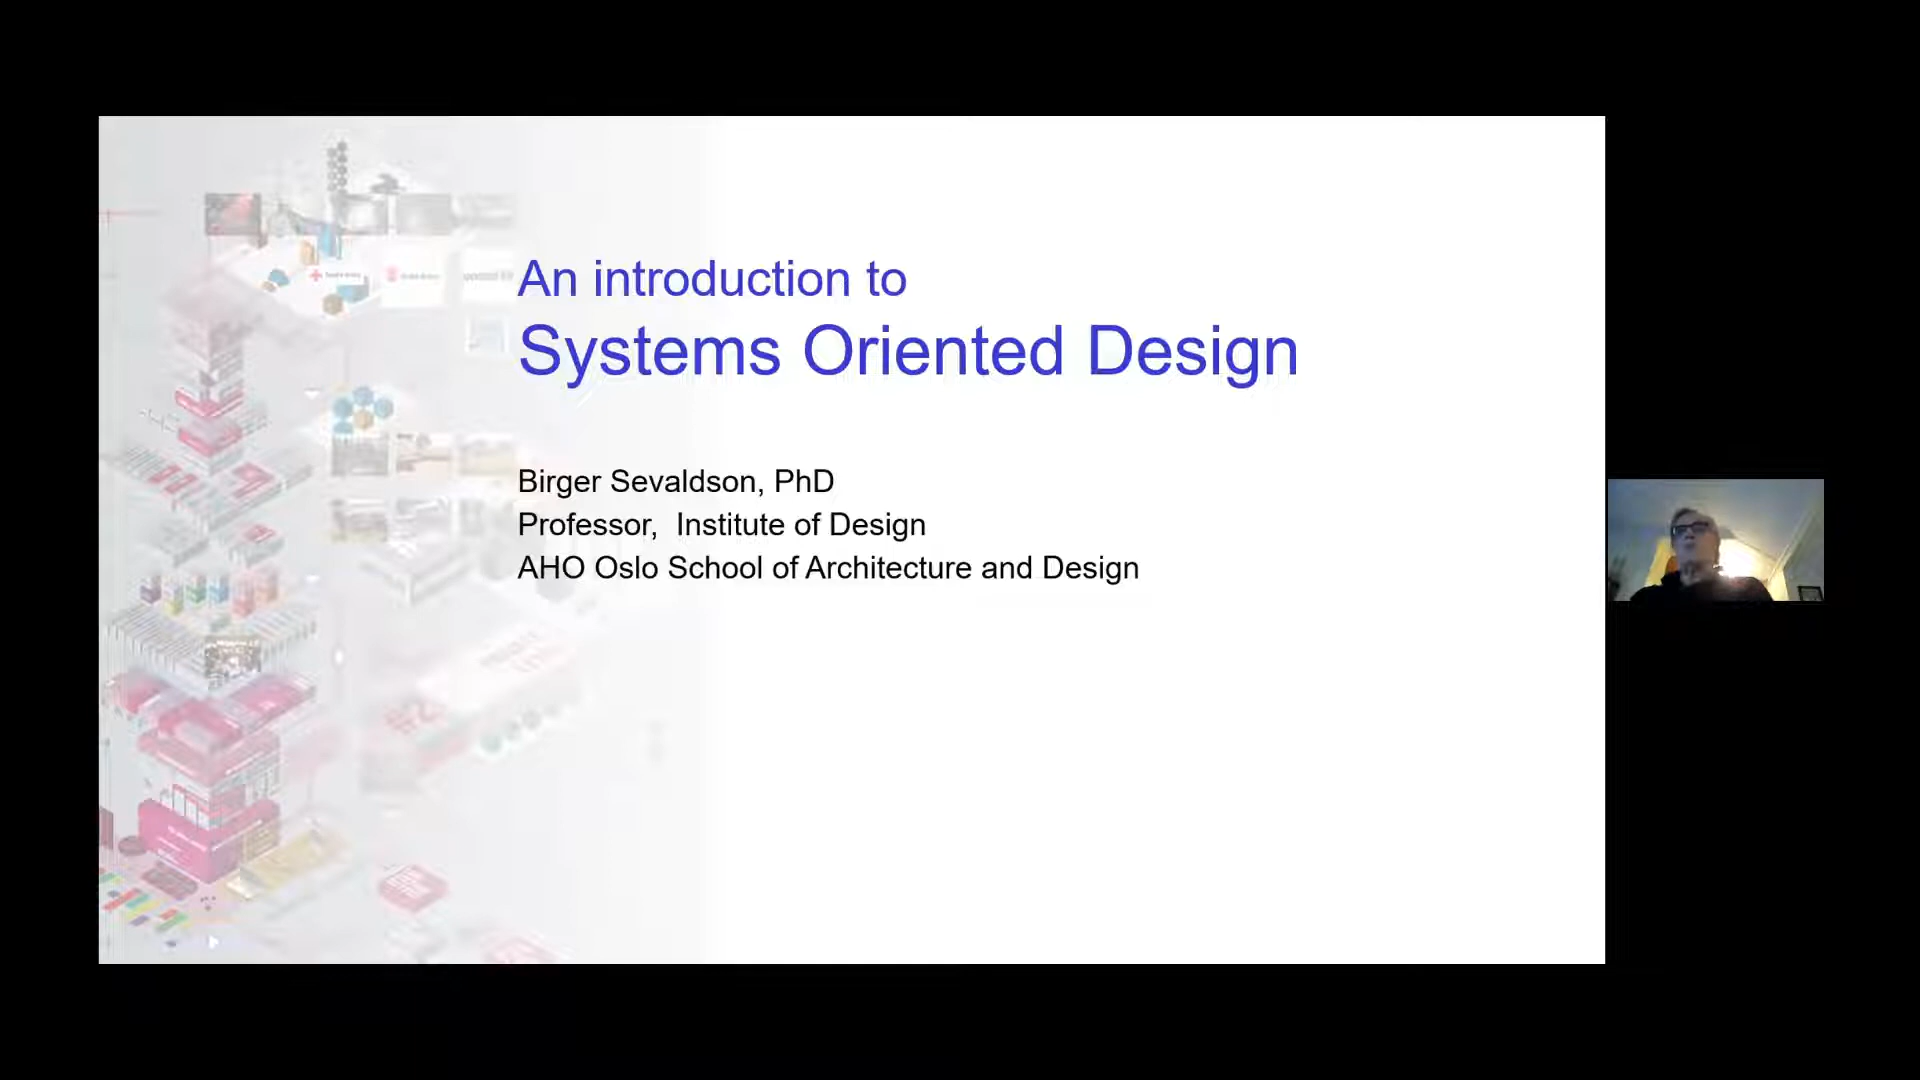 An introduction to
Systems Oriented Design
Birger Sevaldson, PhD
Professor, Institute of Design
AHO Oslo School of Architecture and Design